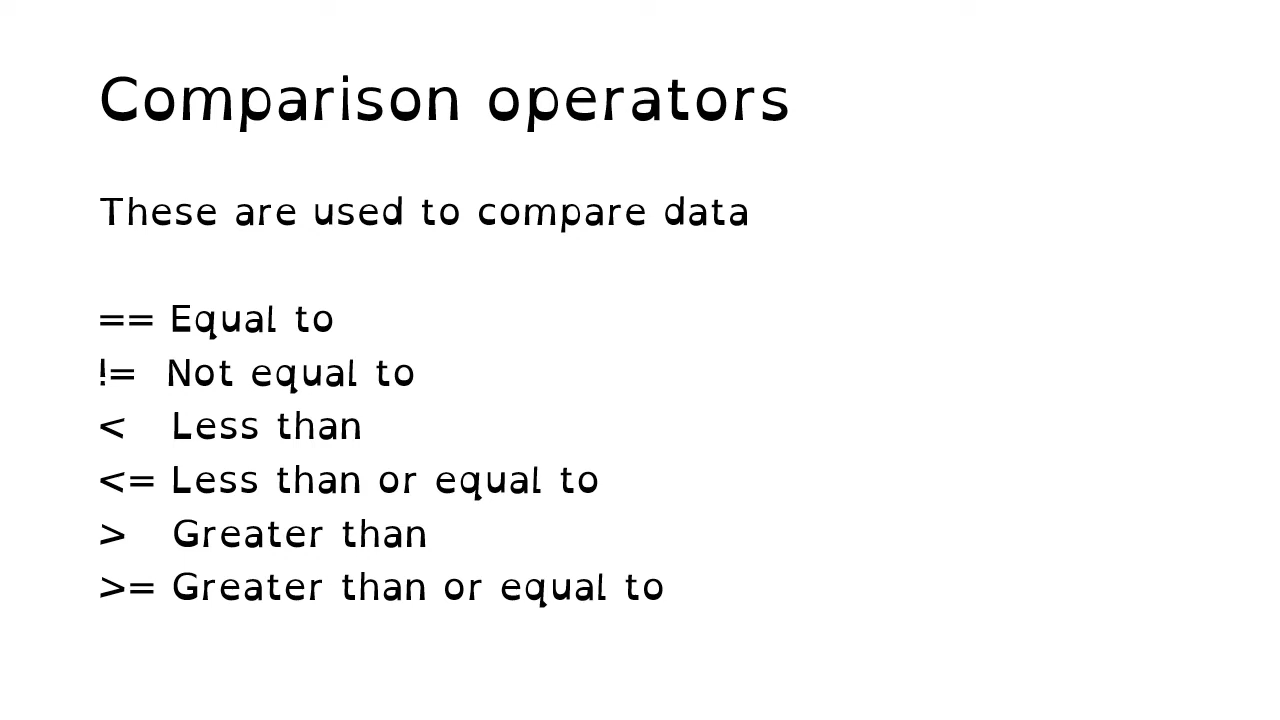 Comparison operators
These are used to compare data
== Equal to
!= Not equal to
< Less than
<= Less than or equal to
> Greater than
>= Greater than or equal to